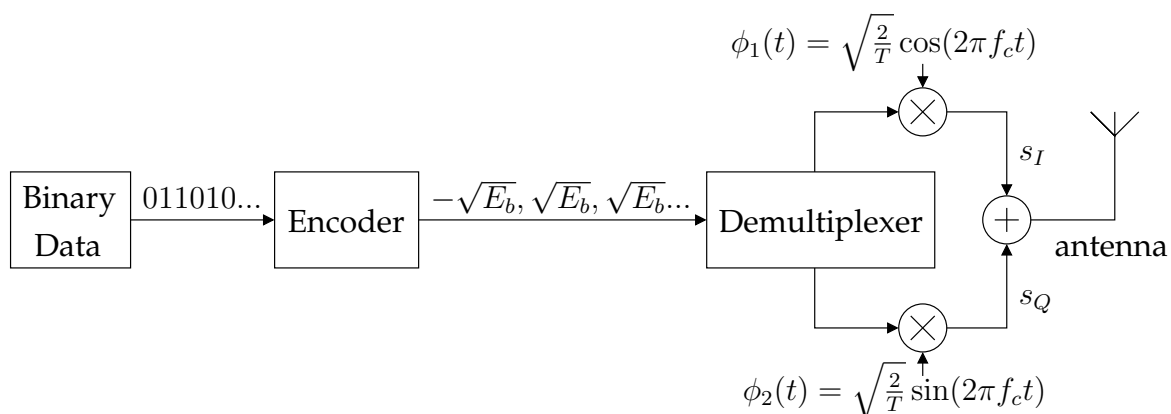 ϕ₁(t) = √(2/T) cos(2πf_c t)
s_I
Binary
Data
011010...
Encoder
−√E_b, √E_b, √E_b...
Demultiplexer
+
antenna
s_Q
ϕ₂(t) = √(2/T) sin(2πf_c t)